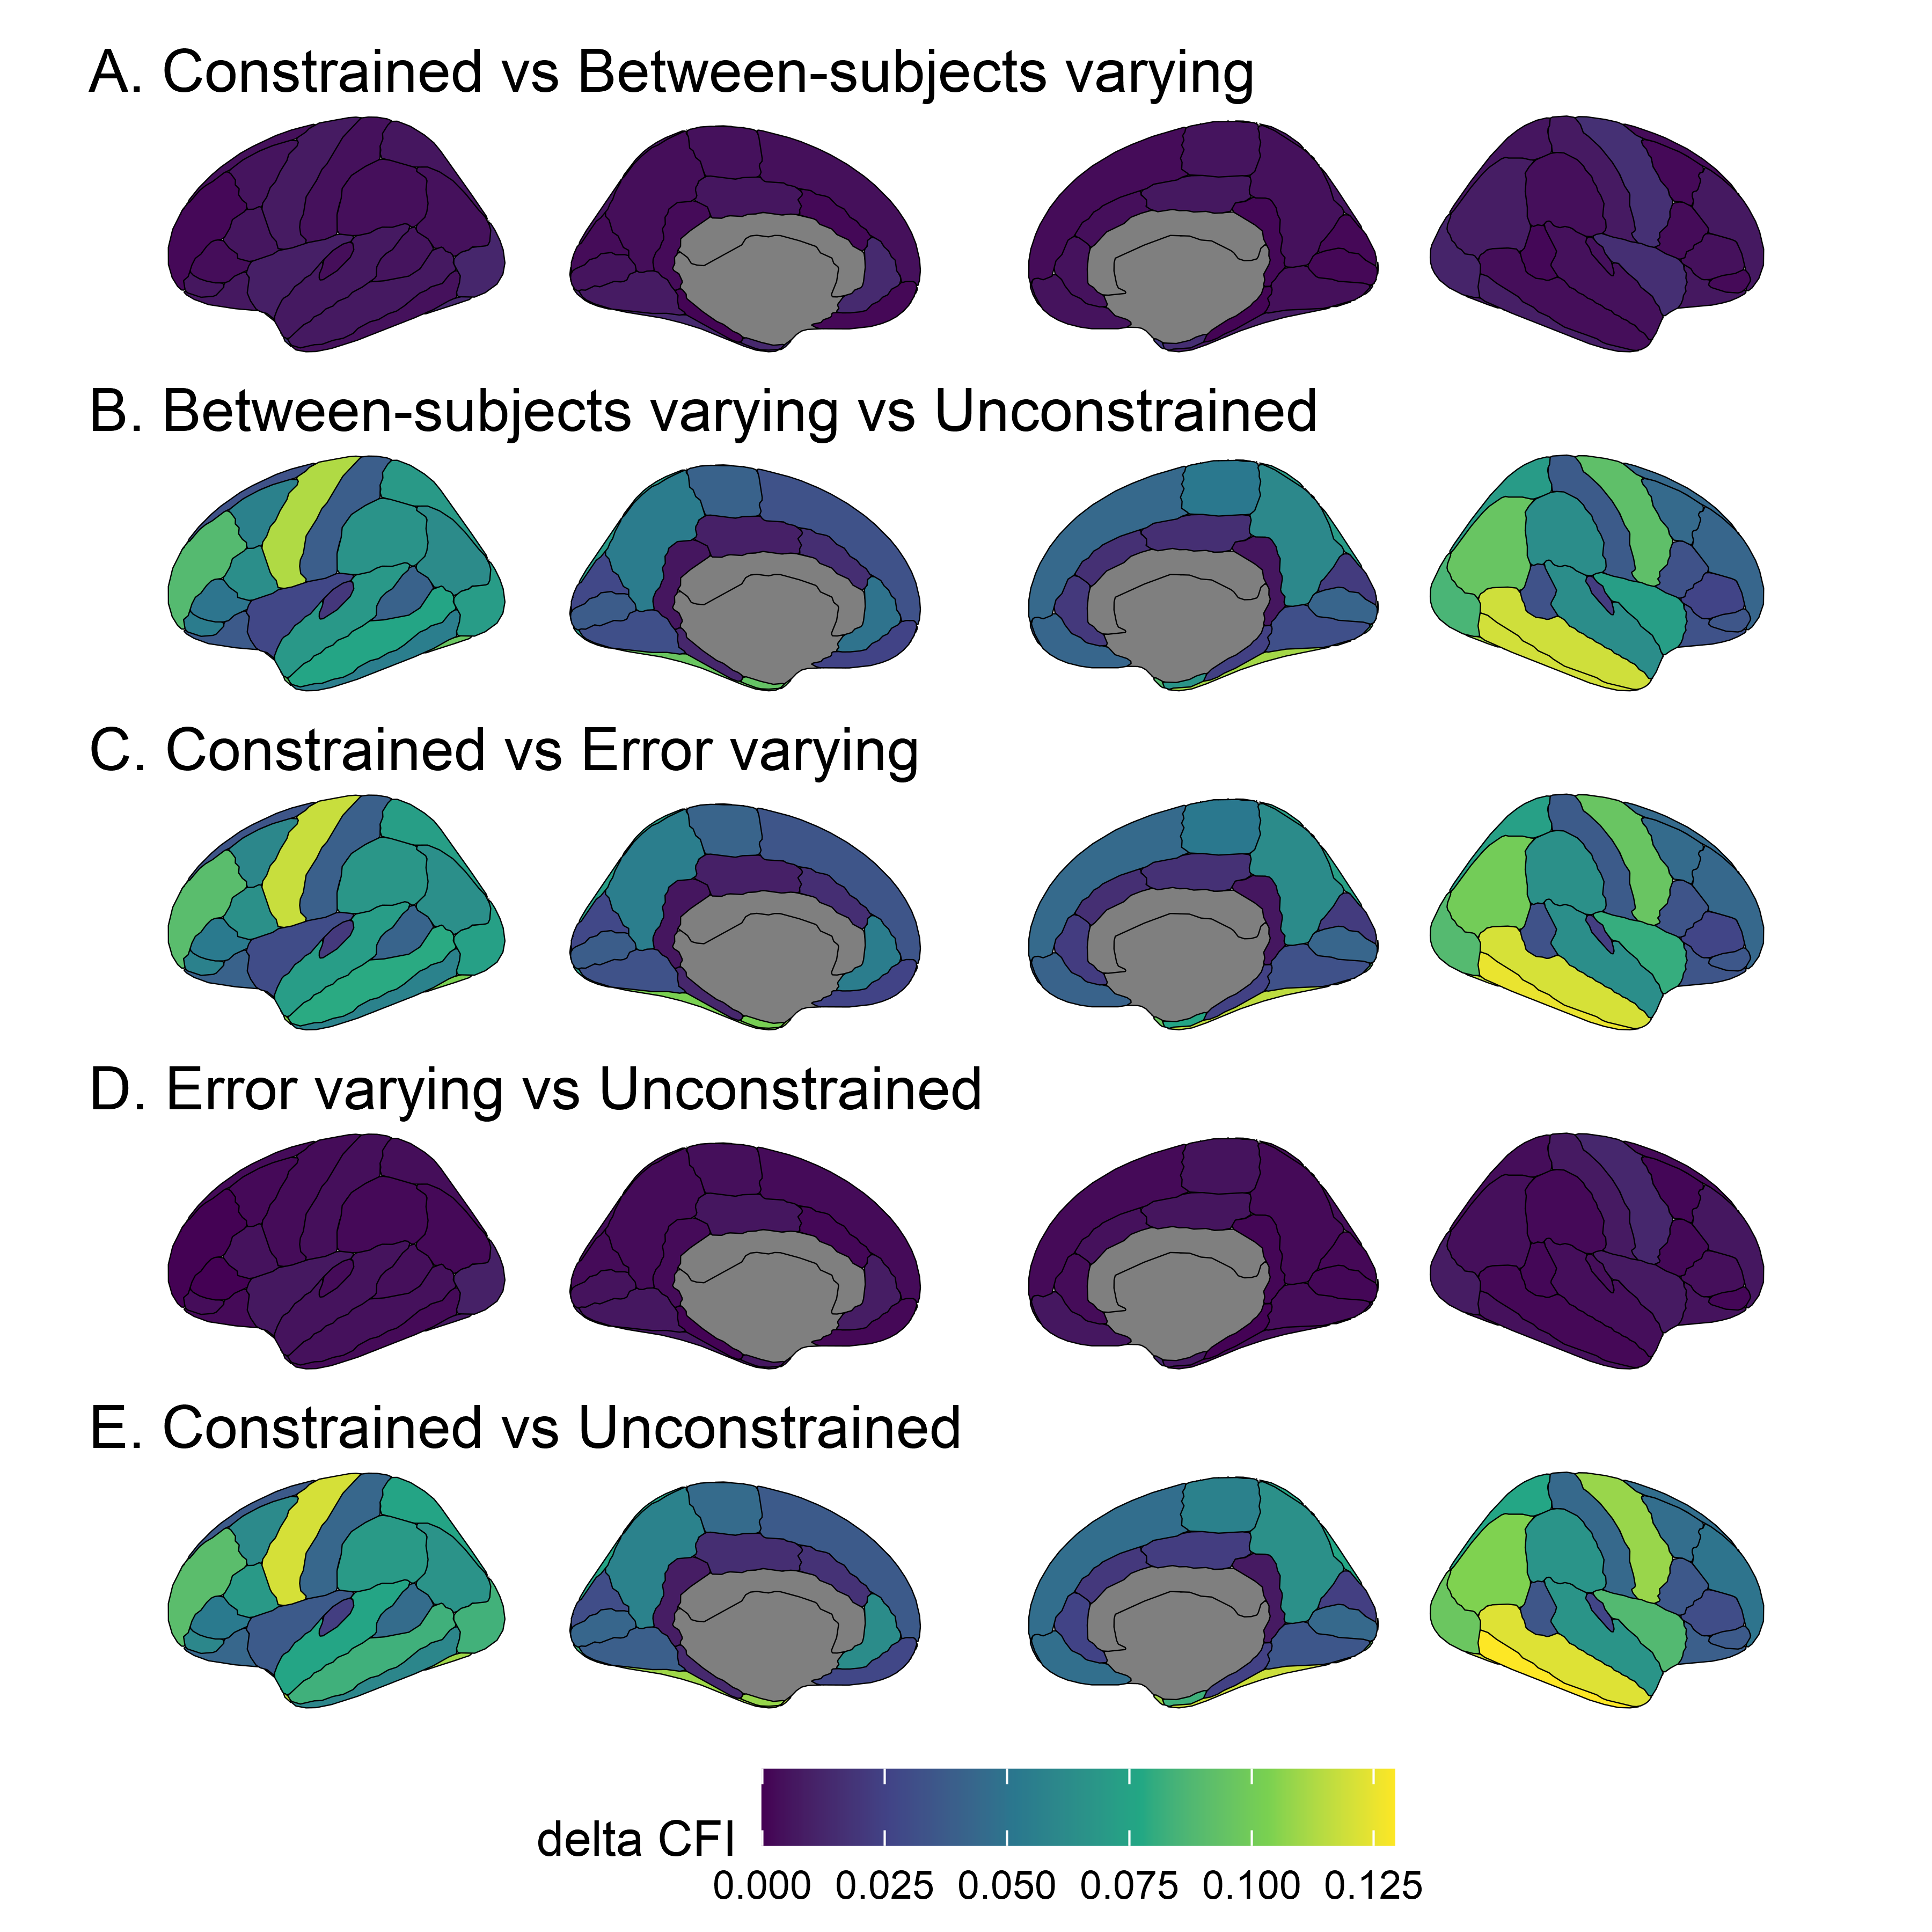 A. Constrained vs Between-subjects varying
B. Between-subjects varying vs Unconstrained
C. Constrained vs Error varying
D. Error varying vs Unconstrained
E. Constrained vs Unconstrained
delta CFI
0.000 0.025 0.050 0.075 0.100 0.125